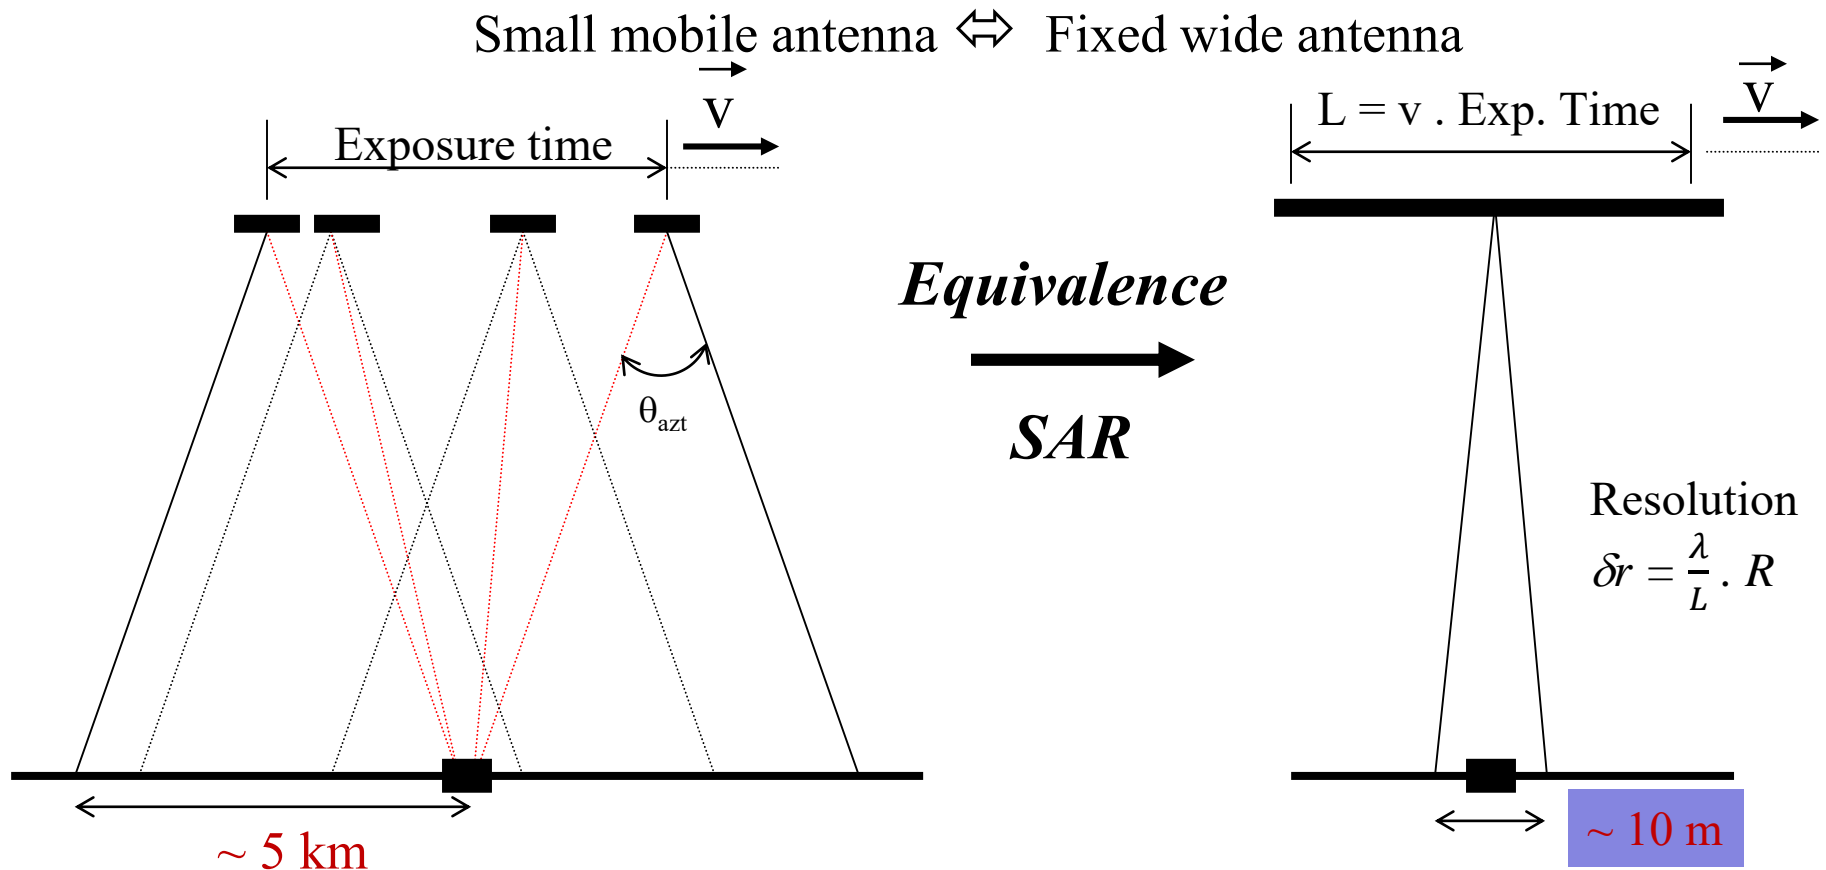 Small mobile antenna ⇔ Fixed wide antenna
v
Exposure time
θazt
~ 5 km
Equivalence
SAR
v
L = v . Exp. Time
Resolution
δr = λ/L . R
~ 10 m